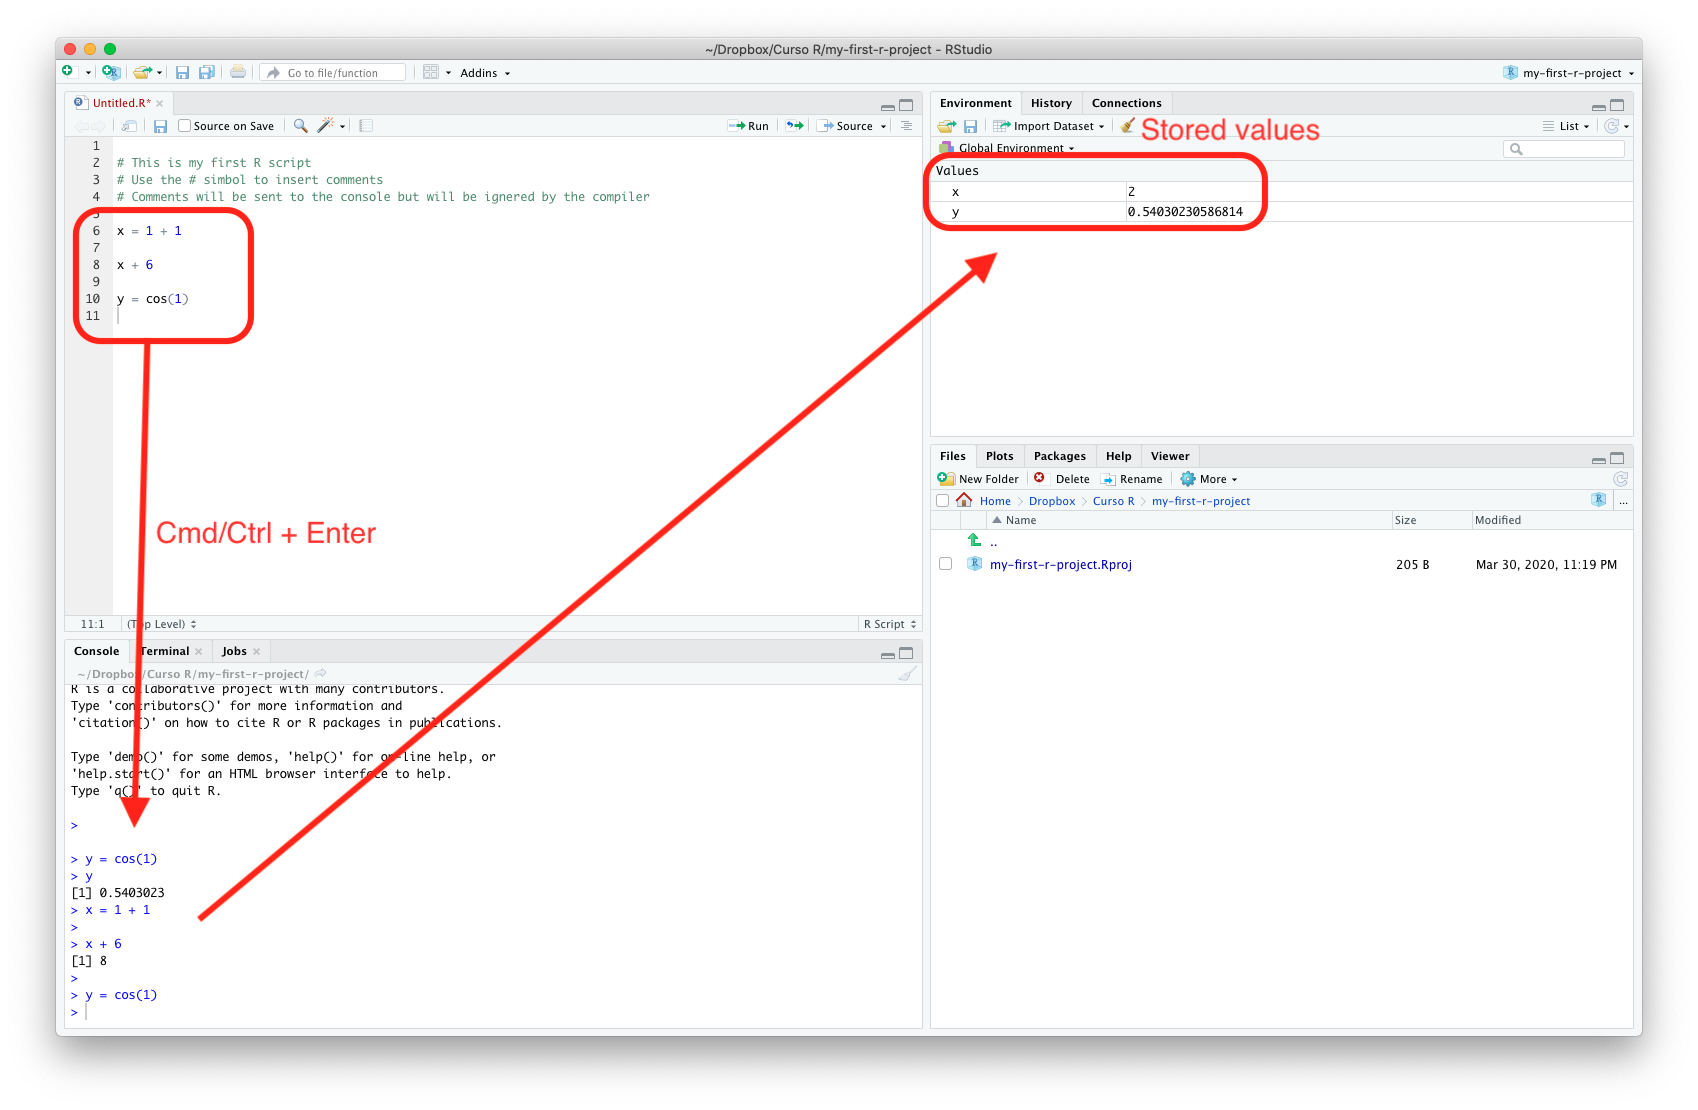 ~/Dropbox/Curso R/my-first-r-project - RStudio
Go to file/function
Addins
my-first-r-project
Untitled.R*
Source on Save
Run
Source
1
2 # This is my first R script
3 # Use the # simbol to insert comments
4 # Comments will be sent to the console but will be ignered by the compiler
5
6 x = 1 + 1
7
8 x + 6
9
10 y = cos(1)
11
Cmd/Ctrl + Enter
11:1 (Top Level) R Script
Console Terminal Jobs
~/Dropbox/Curso R/my-first-r-project/
R is a collaborative project with many contributors.
Type 'contributors()' for more information and
'citation()' on how to cite R or R packages in publications.
Type 'demo()' for some demos, 'help()' for on-line help, or
'help.start()' for an HTML browser interface to help.
Type 'q()' to quit R.
>
> y = cos(1)
> y
[1] 0.5403023
> x = 1 + 1
>
> x + 6
[1] 8
>
> y = cos(1)
>
Environment History Connections
Import Dataset
Stored values
List
Global Environment
Values
x 2
y 0.54030230586814
Files Plots Packages Help Viewer
New Folder Delete Rename More
Home Dropbox Curso R my-first-r-project ...
Name Size Modified
..
my-first-r-project.Rproj 205 B Mar 30, 2020, 11:19 PM